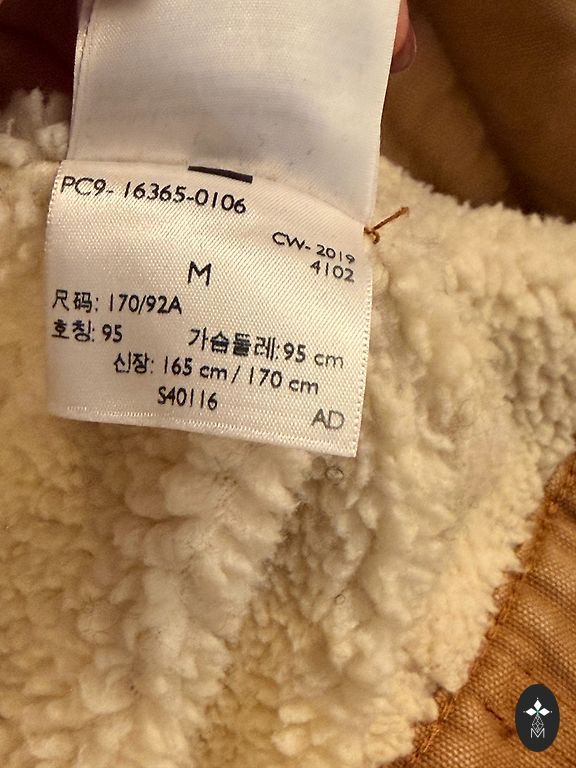 PC9- 16365-0106
CW- 2019
4102
M
尺码: 170/92A
호칭: 95 가슴둘레: 95 cm
신장: 165 cm / 170 cm
S40116
AD
M